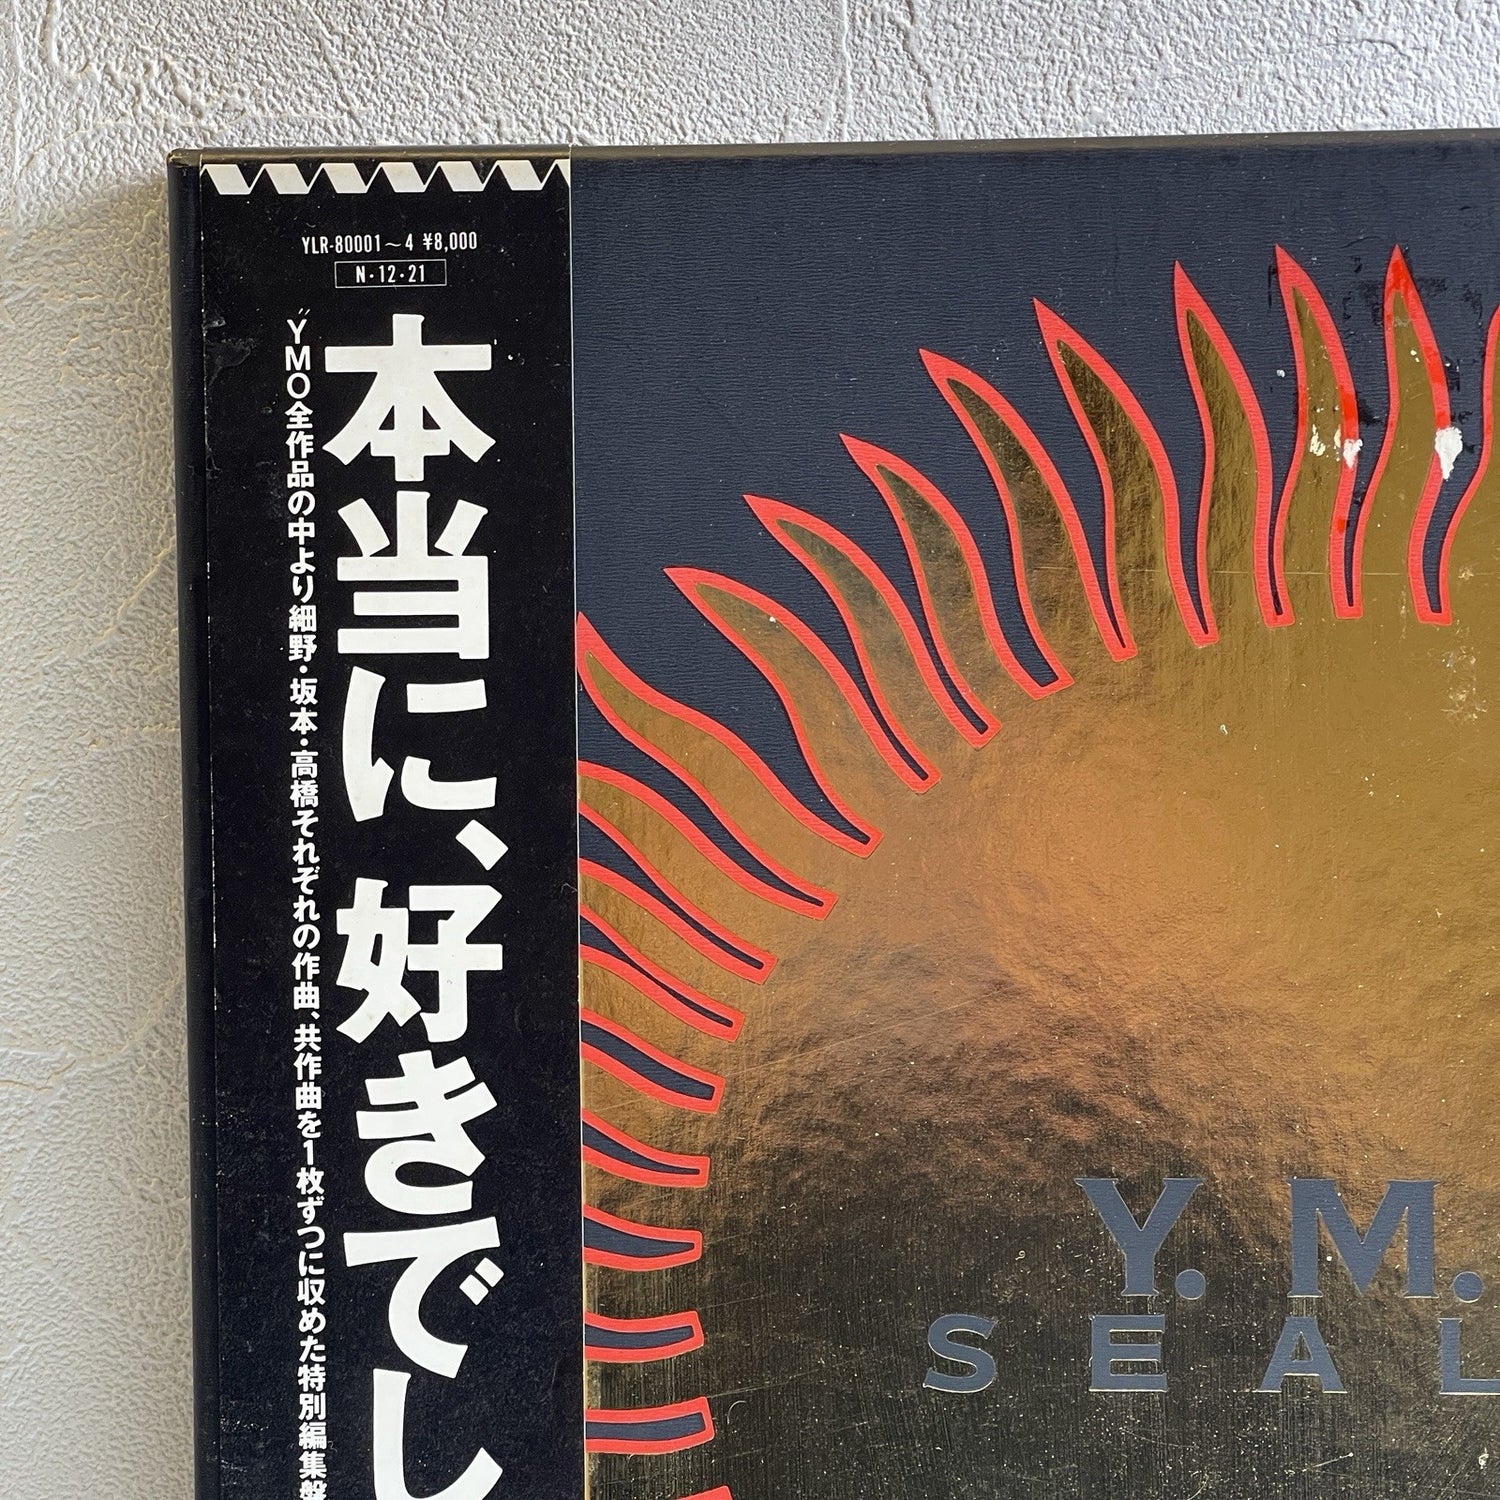 YLR-80001～4 ¥8,000
N・12・21
本当に、好きでし
"YMO全作品の中より細野・坂本・高橋それぞれの作曲、共作曲を1枚ずつに収めた特別編集盤
Y.M.
SEAL